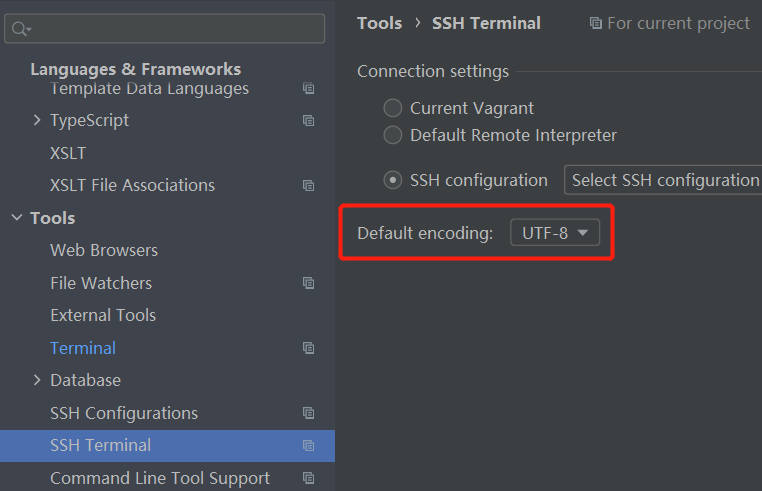 Languages & Frameworks
Template Data Languages
TypeScript
XSLT
XSLT File Associations
Tools
Web Browsers
File Watchers
External Tools
Terminal
Database
SSH Configurations
SSH Terminal
Command Line Tool Support
Tools › SSH Terminal For current project
Connection settings
Current Vagrant
Default Remote Interpreter
SSH configuration Select SSH configuration
Default encoding: UTF-8